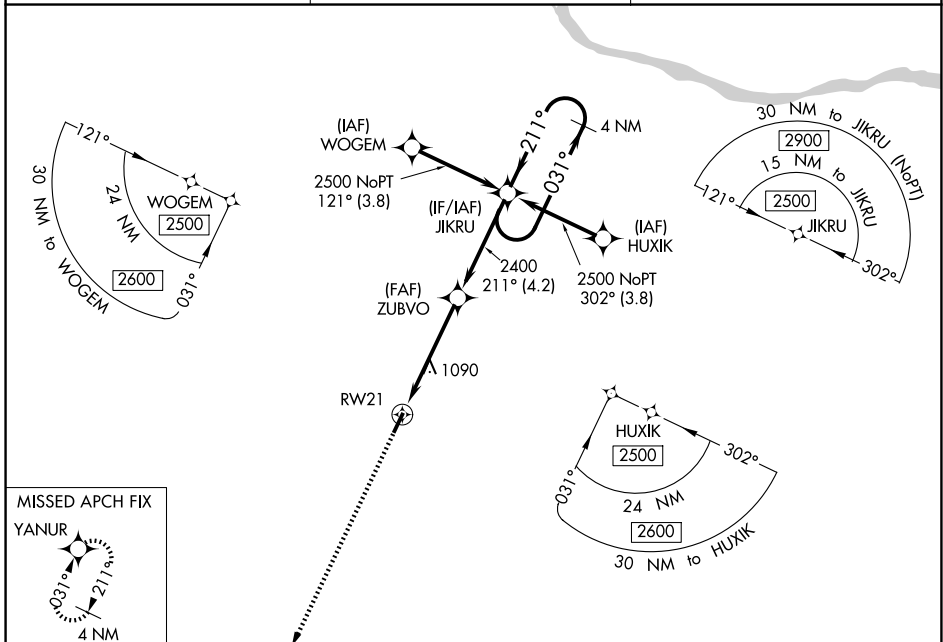 121°
WOGEM
2500
24 NM
2600
30 NM to WOGEM
031°
(IAF)
WOGEM
2500 NoPT
121° (3.8)
211°
031°
4 NM
(IF/IAF)
JIKRU
(IAF)
HUXIK
2500 NoPT
302° (3.8)
2400
211° (4.2)
(FAF)
ZUBVO
1090
RW21
30 NM to JIKRU (NoPT)
2900
15 NM to JIKRU
2500
121°
JIKRU
302°
HUXIK
2500
302°
031°
24 NM
2600
30 NM to HUXIK
MISSED APCH FIX
YANUR
031°
211°
4 NM